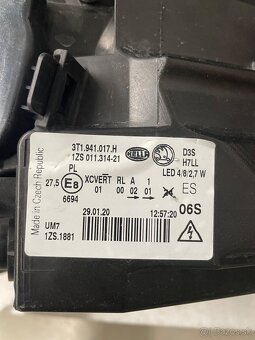 3T1.941.017.H
1ZS 011.314-21
HELLA
D3S
H7LL
LED 4/8/2,7 W
Made in Czech Republic
PL
27,5
E8
6694
XCVERT RL A 1
01 00 02 01
ES
29.01.20
12:57:20
06S
UM7
1ZS.1881
bazos.sk